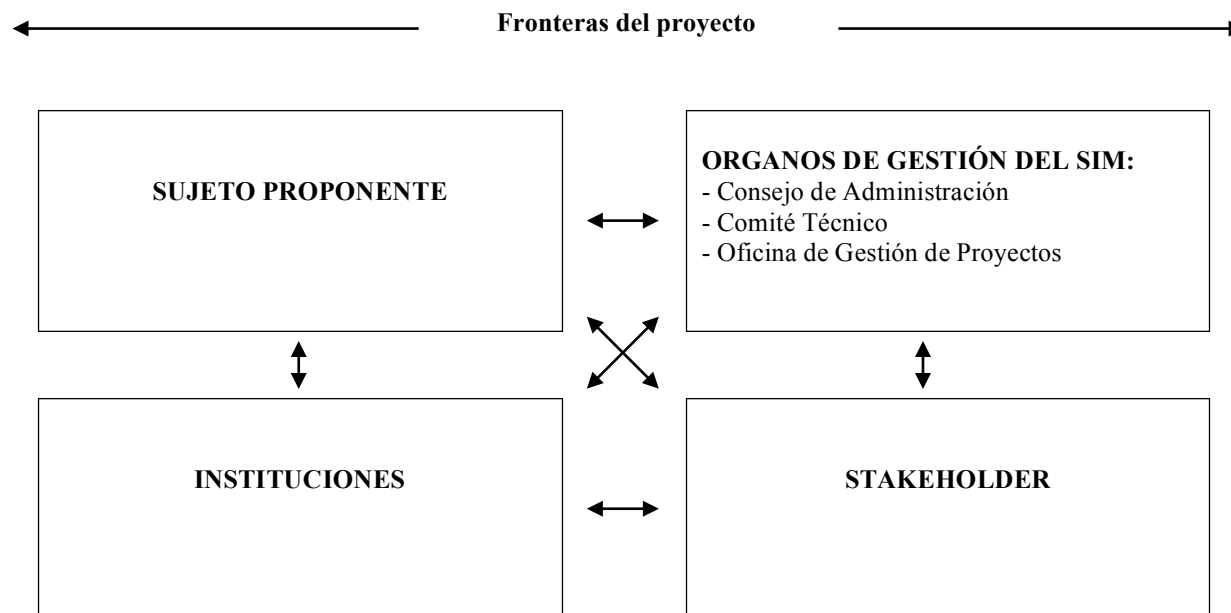 Fronteras del proyecto
SUJETO PROPONENTE
ORGANOS DE GESTIÓN DEL SIM:
- Consejo de Administración
- Comité Técnico
- Oficina de Gestión de Proyectos
INSTITUCIONES
STAKEHOLDER